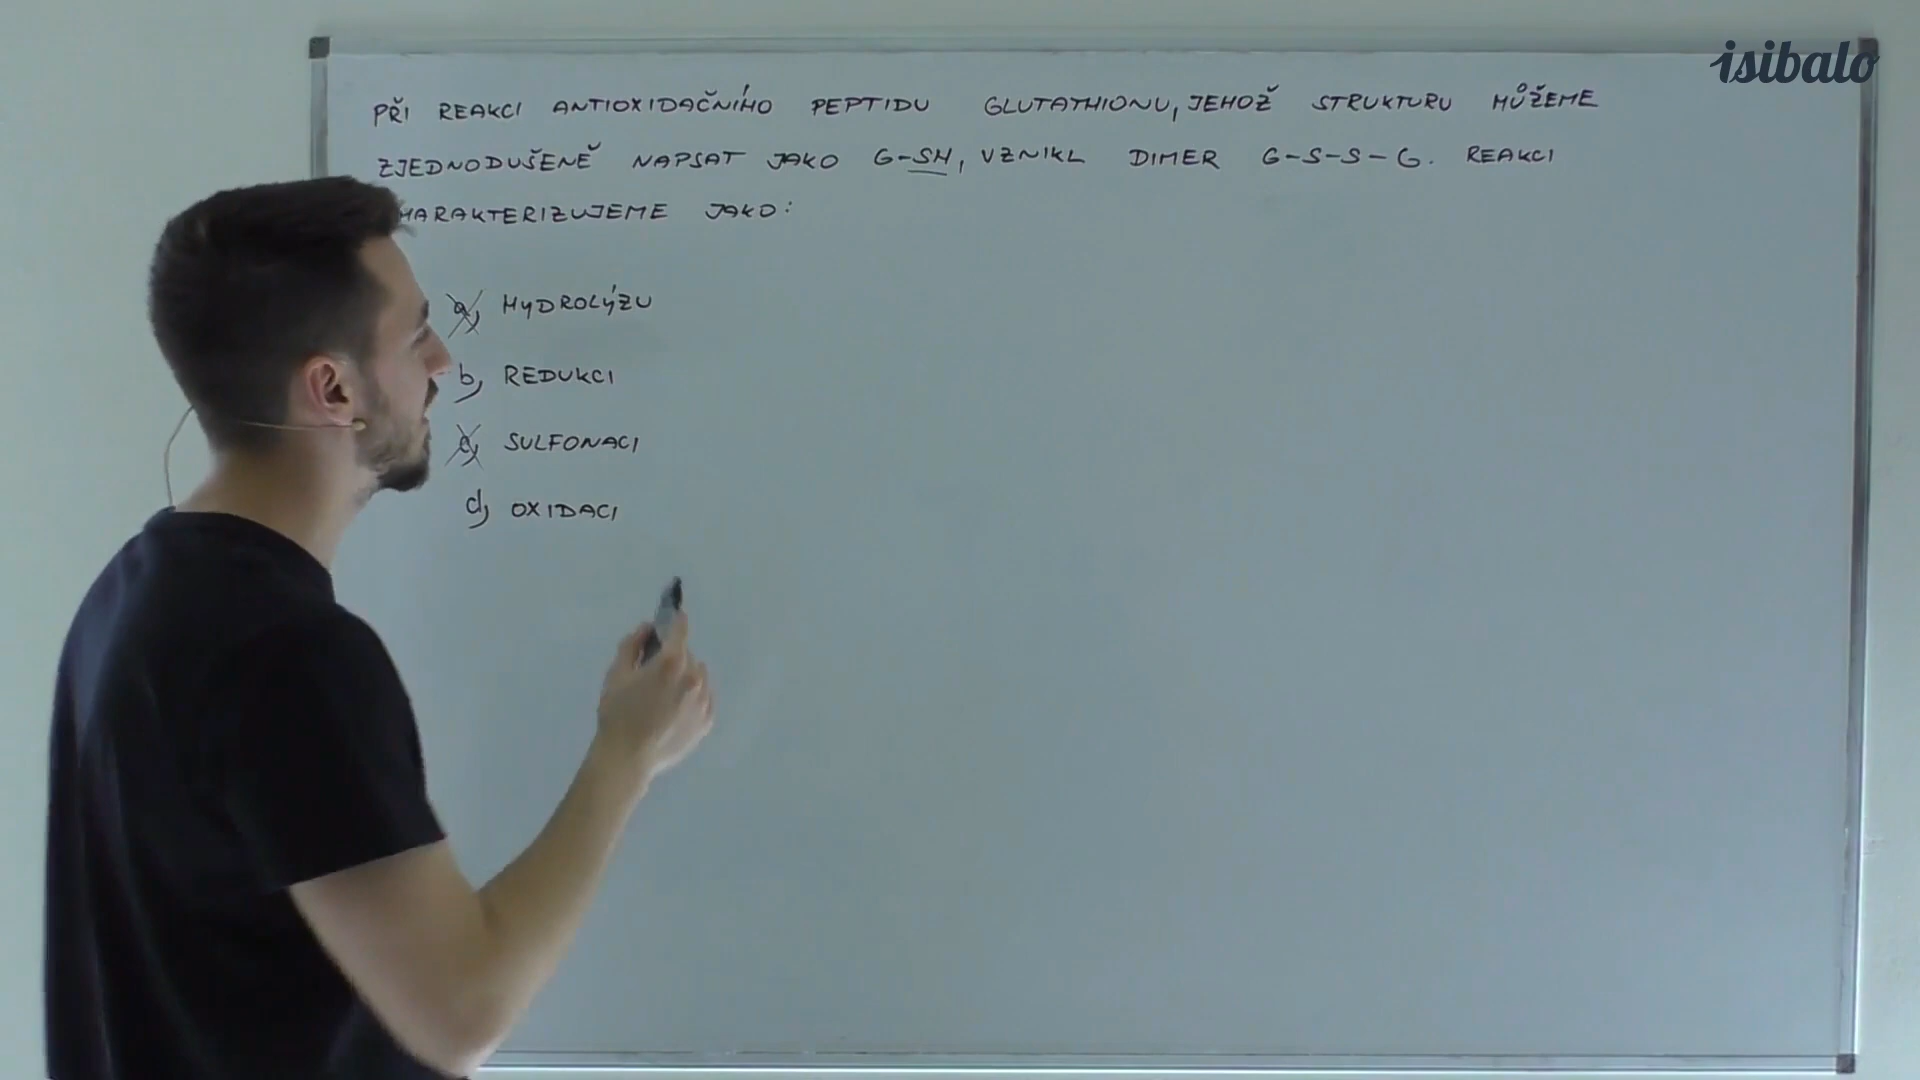 isibalo
PŘI REAKCI ANTIOXIDAČNÍHO PEPTIDU GLUTATHIONU, JEHOŽ STRUKTURU MŮŽEME
ZJEDNODUŠENĚ NAPSAT JAKO G-SH, VZNIKL DIMER G-S-S-G. REAKCI
HARAKTERIZUJEME JAKO:
a) HYDROLÝZU
b) REDUKCI
c) SULFONACI
d) OXIDACI